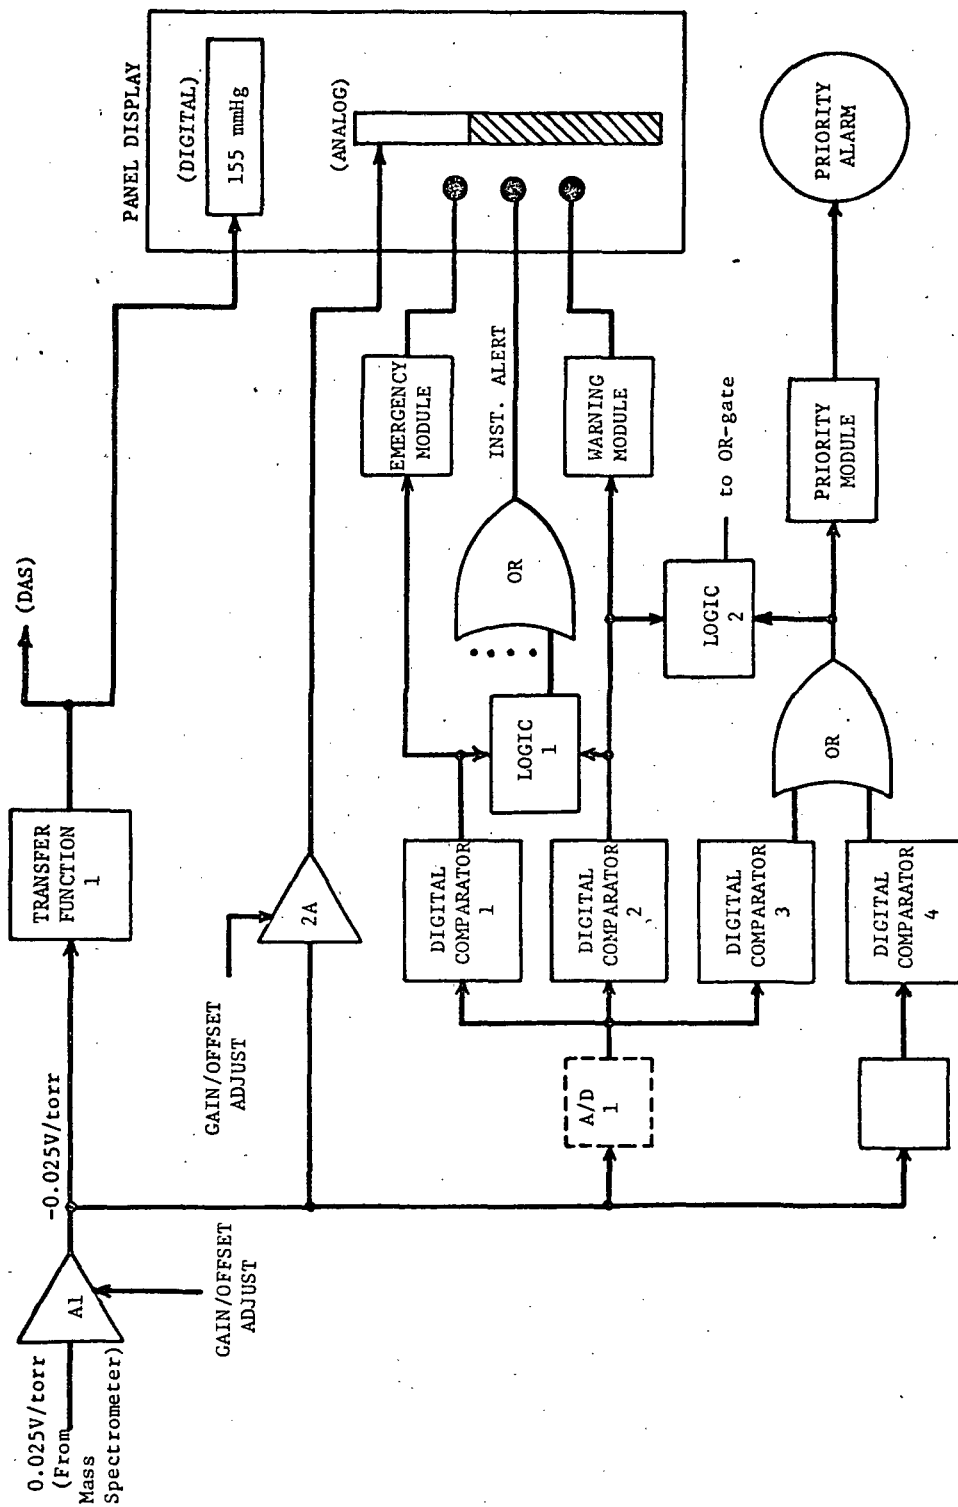 0.025V/torr
(From
Mass
Spectrometer)
A1
GAIN/OFFSET
ADJUST
-0.025V/torr
TRANSFER
FUNCTION
1
(DAS)
PANEL DISPLAY
(DIGITAL)
155 mmHg
(ANALOG)
GAIN/OFFSET
ADJUST
2A
A/D
1
DIGITAL
COMPARATOR
1
DIGITAL
COMPARATOR
2
DIGITAL
COMPARATOR
3
DIGITAL
COMPARATOR
4
LOGIC
1
OR
EMERGENCY
MODULE
INST. ALERT
WARNING
MODULE
LOGIC
2
to OR-gate
OR
PRIORITY
MODULE
PRIORITY
ALARM